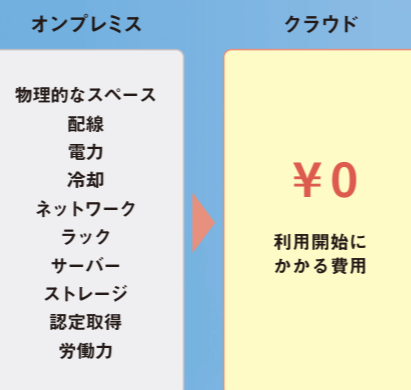 オンプレミス
物理的なスペース
配線
電力
冷却
ネットワーク
ラック
サーバー
ストレージ
認定取得
労働力
クラウド
¥0
利用開始に
かかる費用